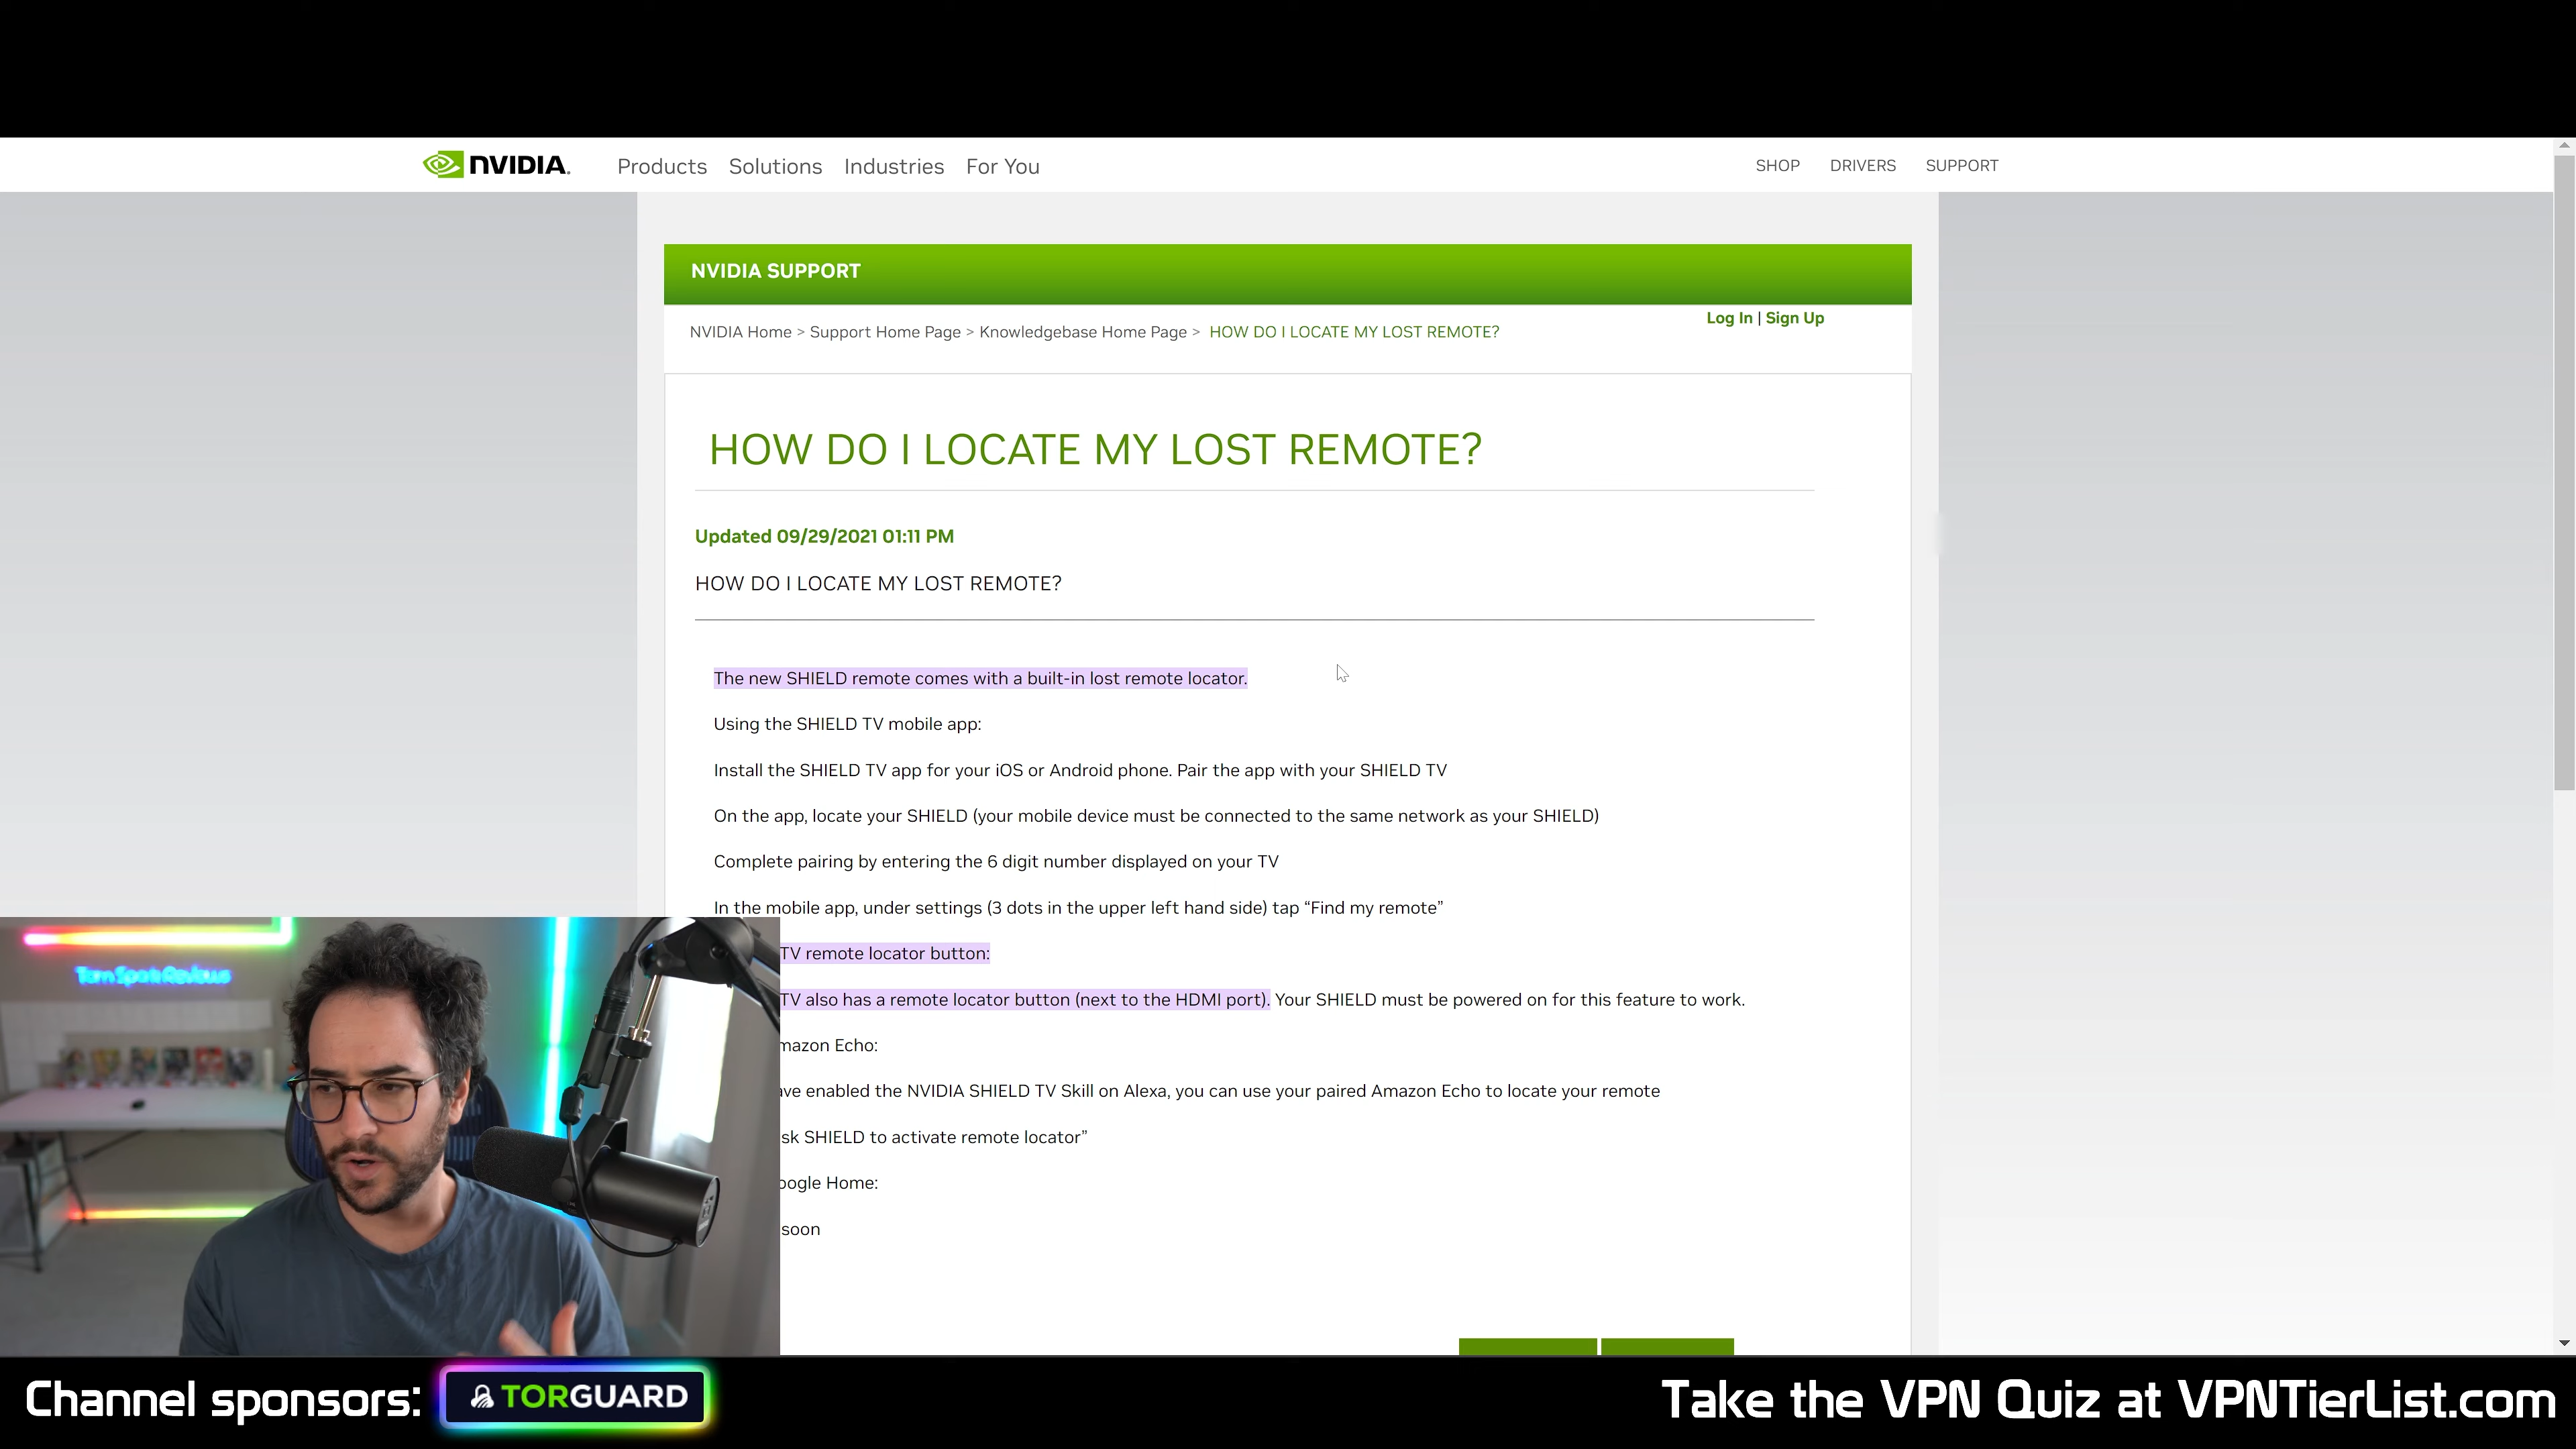 NVIDIA.
Products Solutions Industries For You
SHOP DRIVERS SUPPORT
NVIDIA SUPPORT
Log In | Sign Up
NVIDIA Home > Support Home Page > Knowledgebase Home Page > HOW DO I LOCATE MY LOST REMOTE?
HOW DO I LOCATE MY LOST REMOTE?
Updated 09/29/2021 01:11 PM
HOW DO I LOCATE MY LOST REMOTE?
The new SHIELD remote comes with a built-in lost remote locator.
Using the SHIELD TV mobile app:
Install the SHIELD TV app for your iOS or Android phone. Pair the app with your SHIELD TV
On the app, locate your SHIELD (your mobile device must be connected to the same network as your SHIELD)
Complete pairing by entering the 6 digit number displayed on your TV
In the mobile app, under settings (3 dots in the upper left hand side) tap “Find my remote”
TV remote locator button:
TV also has a remote locator button (next to the HDMI port). Your SHIELD must be powered on for this feature to work.
mazon Echo:
ave enabled the NVIDIA SHIELD TV Skill on Alexa, you can use your paired Amazon Echo to locate your remote
sk SHIELD to activate remote locator”
oogle Home:
soon
Tom Spark Reviews
Channel sponsors: TORGUARD
Take the VPN Quiz at VPNTierList.com